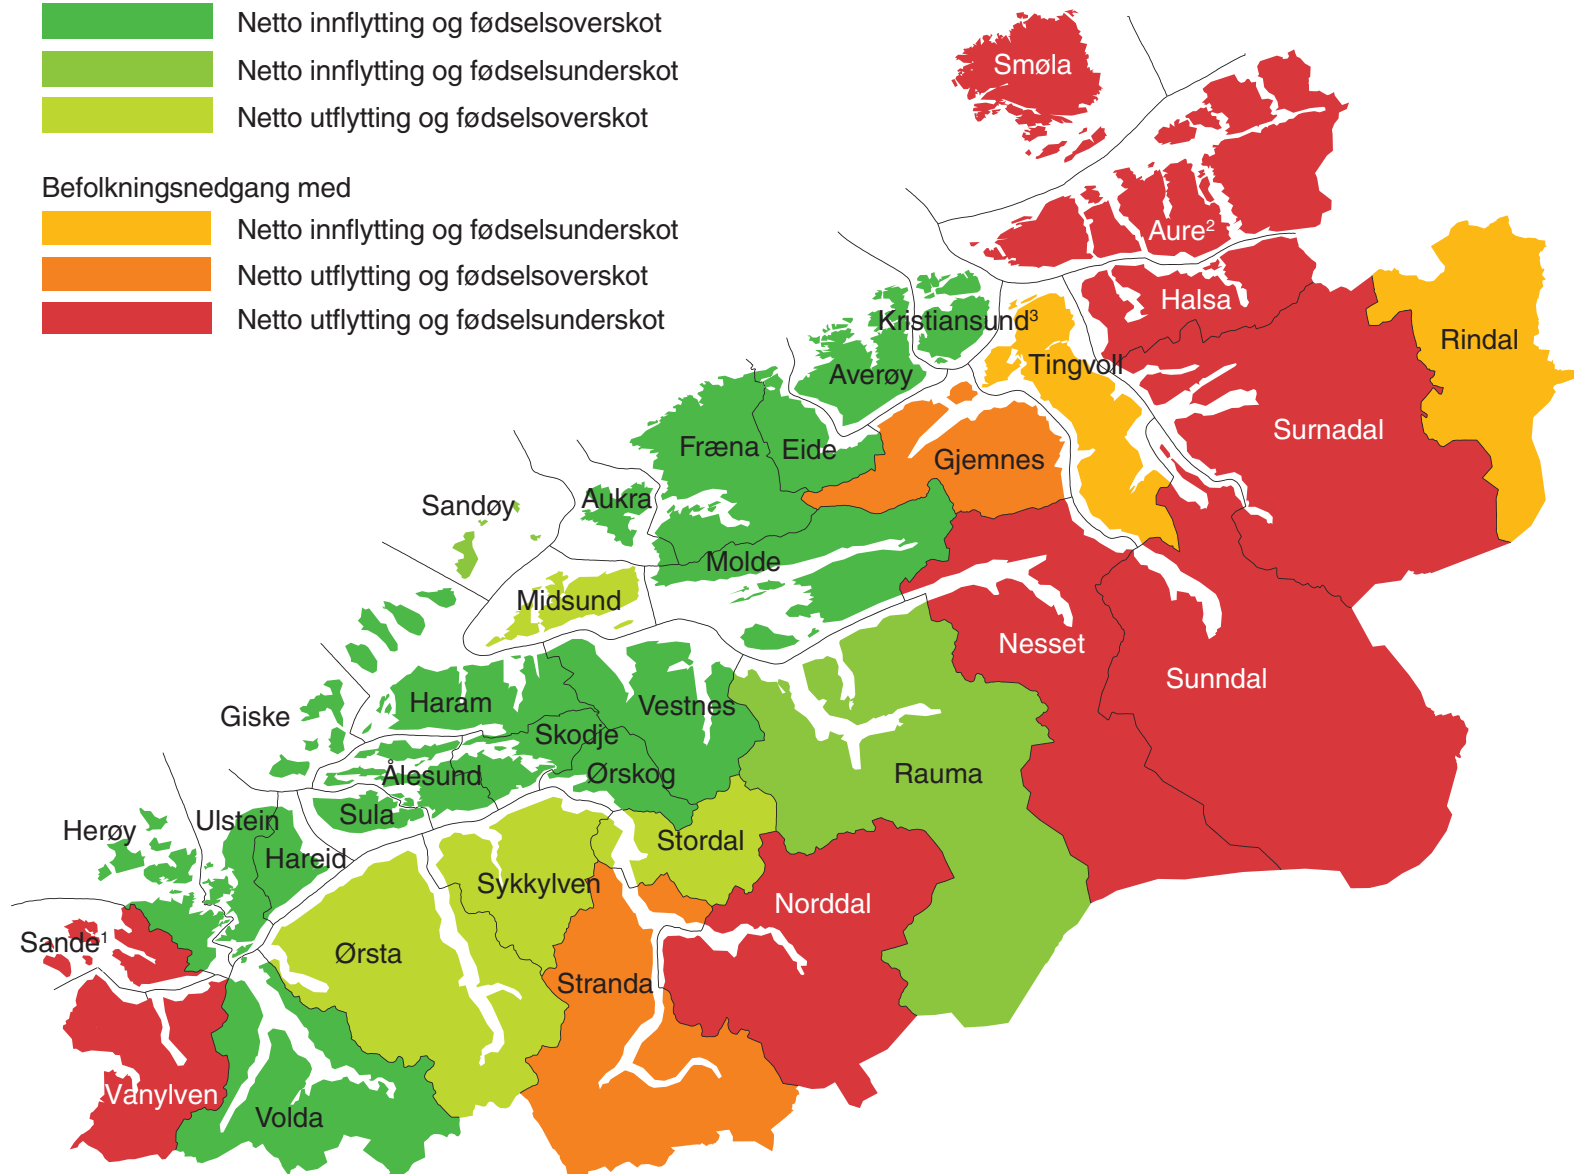 Netto innflytting og fødselsoverskot
Netto innflytting og fødselsunderskot
Netto utflytting og fødselsoverskot
Befolkningsnedgang med
Netto innflytting og fødselsunderskot
Netto utflytting og fødselsoverskot
Netto utflytting og fødselsunderskot
Smøla
Aure²
Halsa
Kristiansund³
Rindal
Tingvoll
Averøy
Surnadal
Fræna
Eide
Gjemnes
Aukra
Sandøy
Molde
Midsund
Nesset
Sunndal
Haram
Vestnes
Giske
Skodje
Ørskog
Rauma
Ålesund
Sula
Ulstein
Herøy
Stordal
Hareid
Sykkylven
Norddal
Sande¹
Ørsta
Stranda
Vanylven
Volda